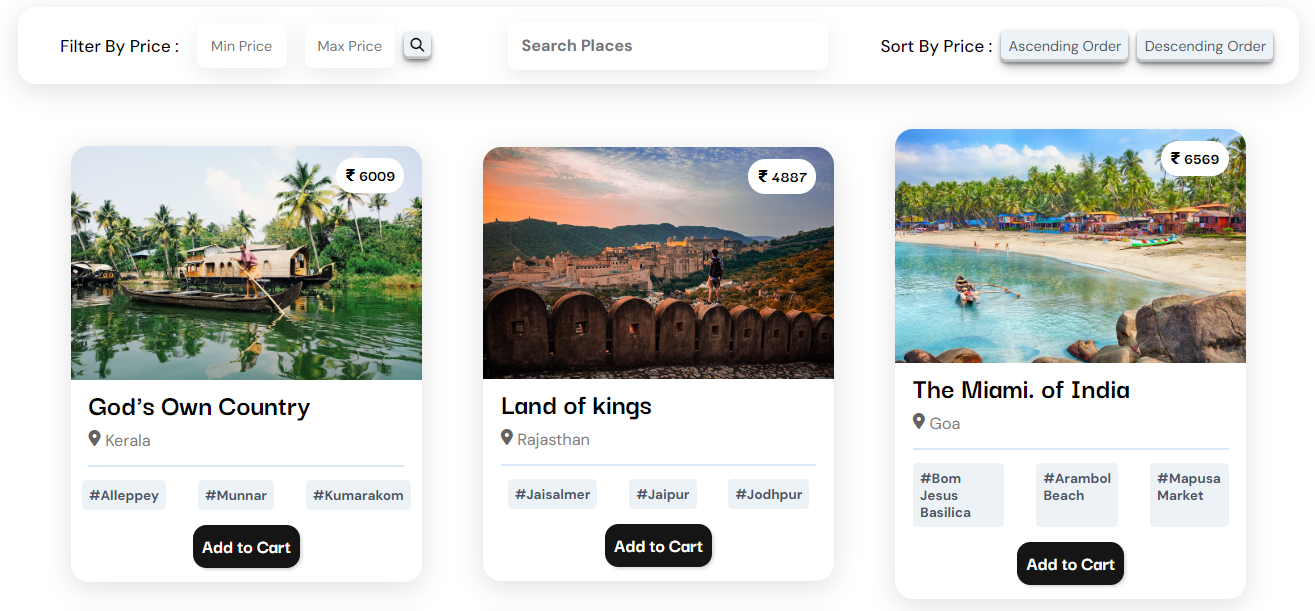 Filter By Price :
Min Price
Max Price
Search Places
Sort By Price :
Ascending Order
Descending Order
₹ 6009
God's Own Country
Kerala
#Alleppey
#Munnar
#Kumarakom
Add to Cart
₹ 4887
Land of kings
Rajasthan
#Jaisalmer
#Jaipur
#Jodhpur
Add to Cart
₹ 6569
The Miami. of India
Goa
#Bom
Jesus
Basilica
#Arambol
Beach
#Mapusa
Market
Add to Cart